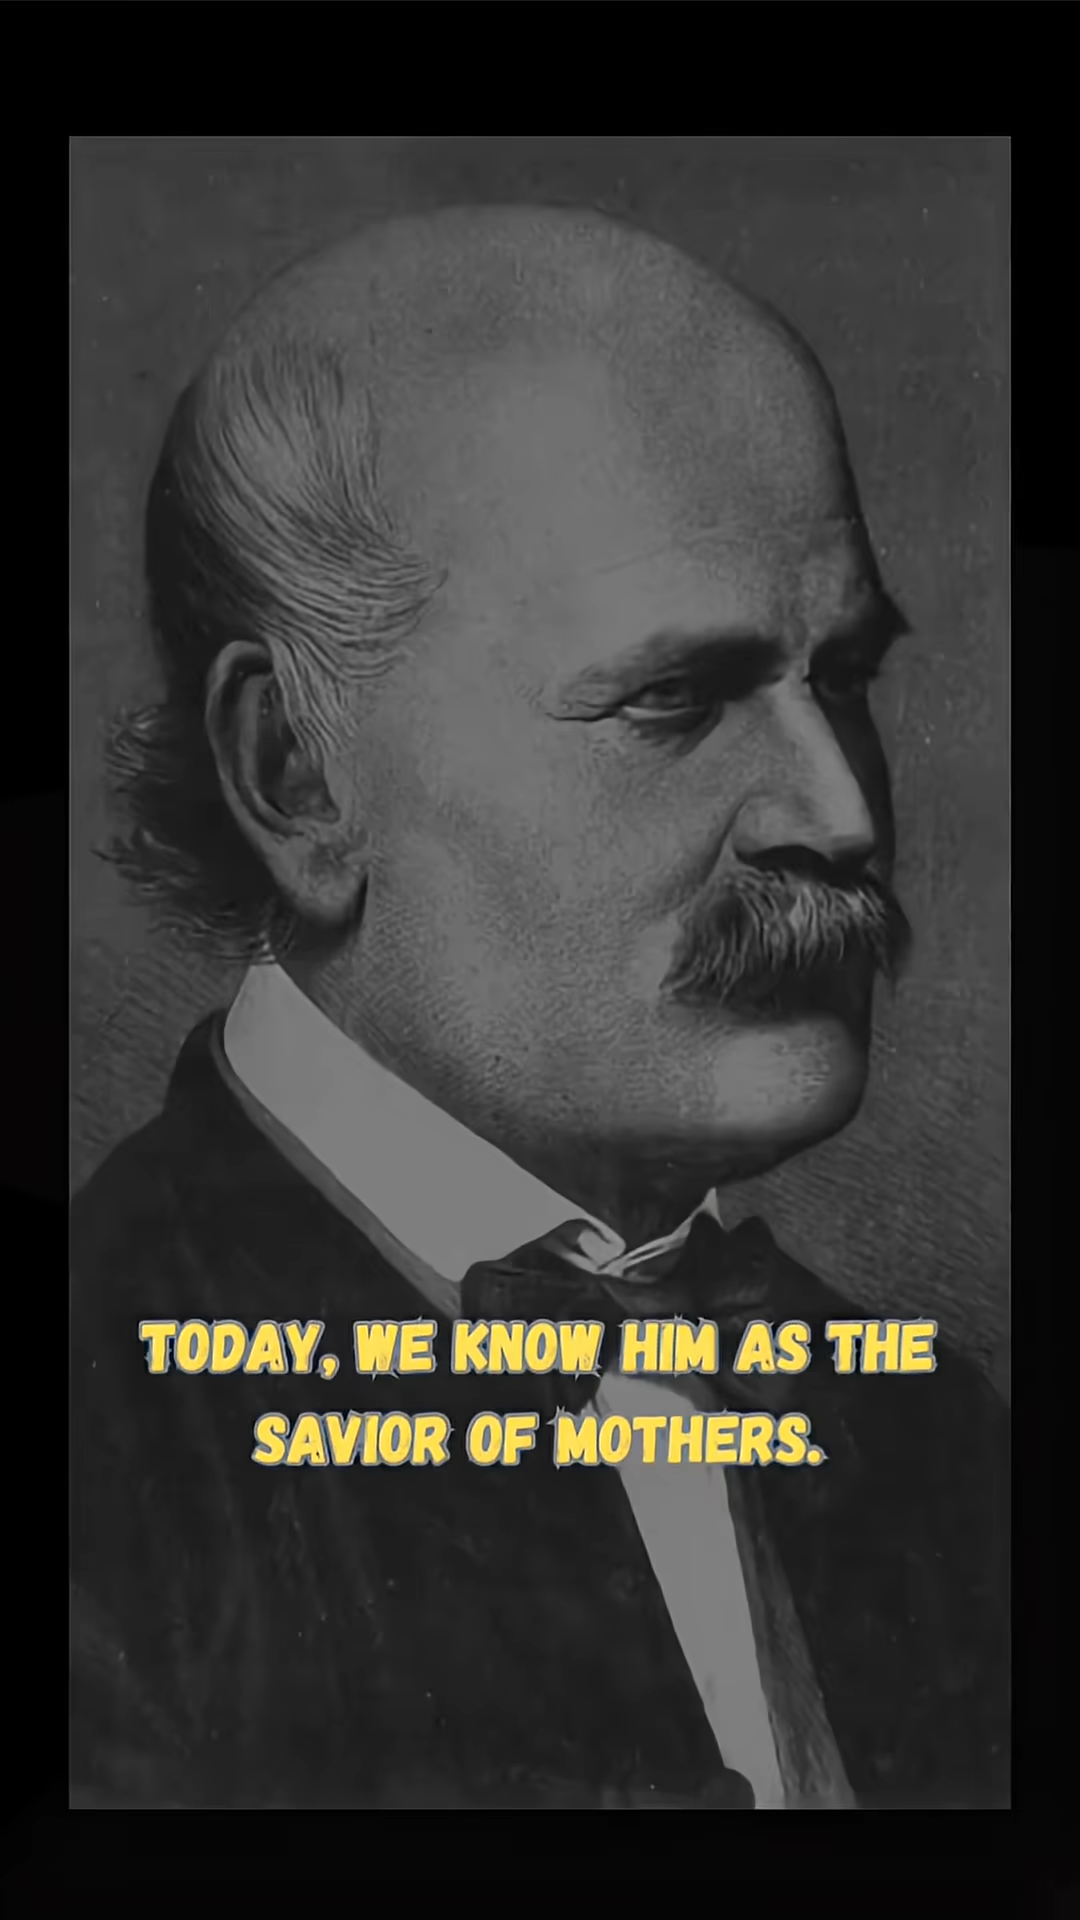 TODAY, WE KNOW HIM AS THE
SAVIOR OF MOTHERS.